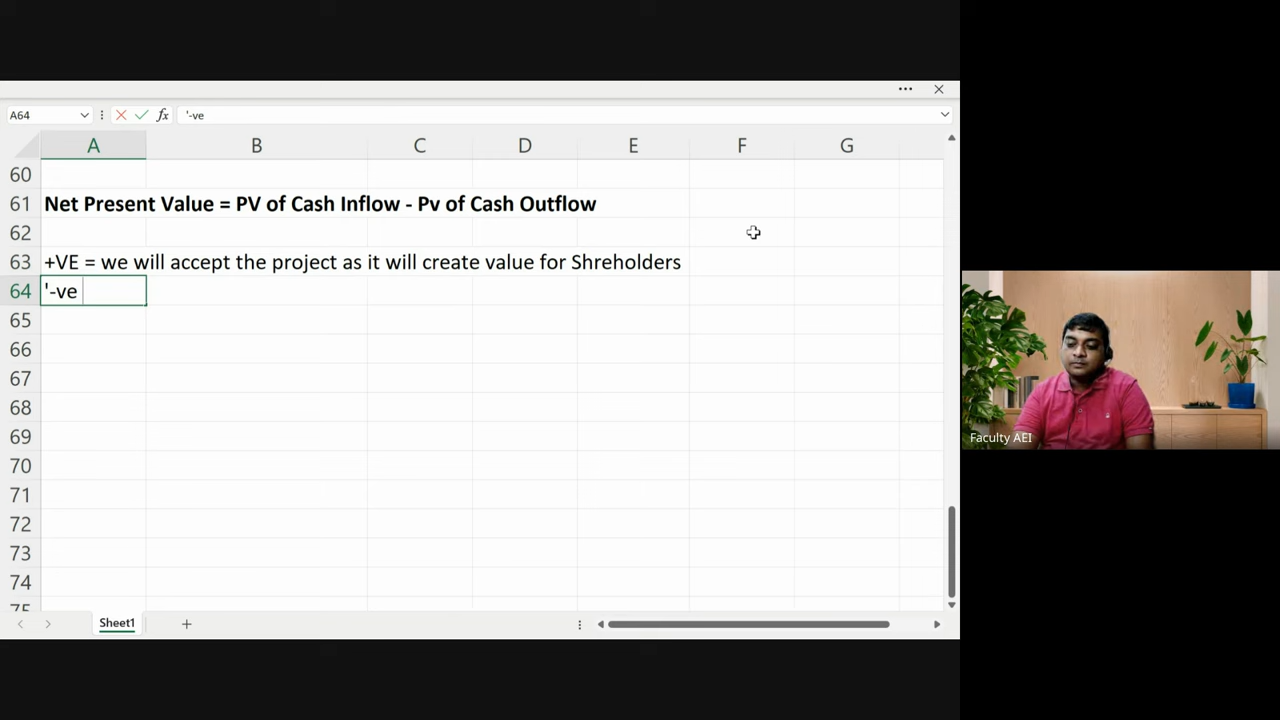 A64
fx
'-ve
A B C D E F G
60
61 Net Present Value = PV of Cash Inflow - Pv of Cash Outflow
62
63 +VE = we will accept the project as it will create value for Shreholders
64 '-ve
65
66
67
68
69
70
71
72
73
74
75
Sheet1
Faculty AEI